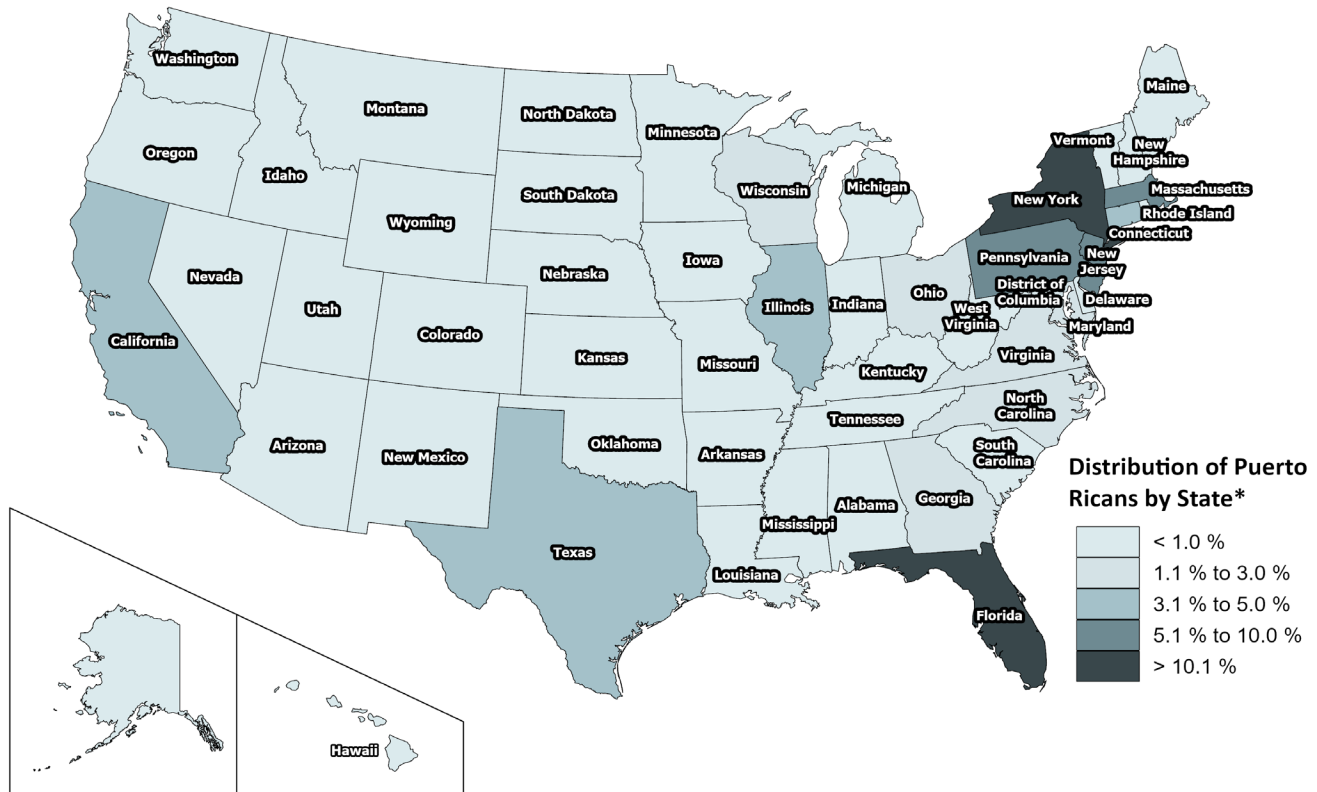 Washington
Montana
North Dakota
Minnesota
Maine
Oregon
Idaho
South Dakota
Wisconsin
Michigan
Vermont
New
Hampshire
Wyoming
New York
Massachusetts
Rhode Island
Connecticut
Nevada
Utah
Colorado
Nebraska
Iowa
Pennsylvania
New
Jersey
California
Kansas
Missouri
Illinois
Indiana
Ohio
West
Virginia
District of
Columbia
Delaware
Maryland
Virginia
Kentucky
Arizona
New Mexico
Oklahoma
Arkansas
Tennessee
North
Carolina
South
Carolina
Texas
Louisiana
Mississippi
Alabama
Georgia
Florida
Hawaii
Distribution of Puerto
Ricans by State*
< 1.0 %
1.1 % to 3.0 %
3.1 % to 5.0 %
5.1 % to 10.0 %
> 10.1 %